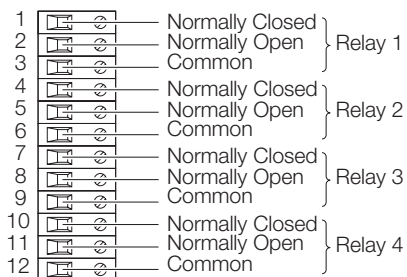 1 Normally Closed
2 Normally Open Relay 1
3 Common
4 Normally Closed
5 Normally Open Relay 2
6 Common
7 Normally Closed
8 Normally Open Relay 3
9 Common
10 Normally Closed
11 Normally Open Relay 4
12 Common